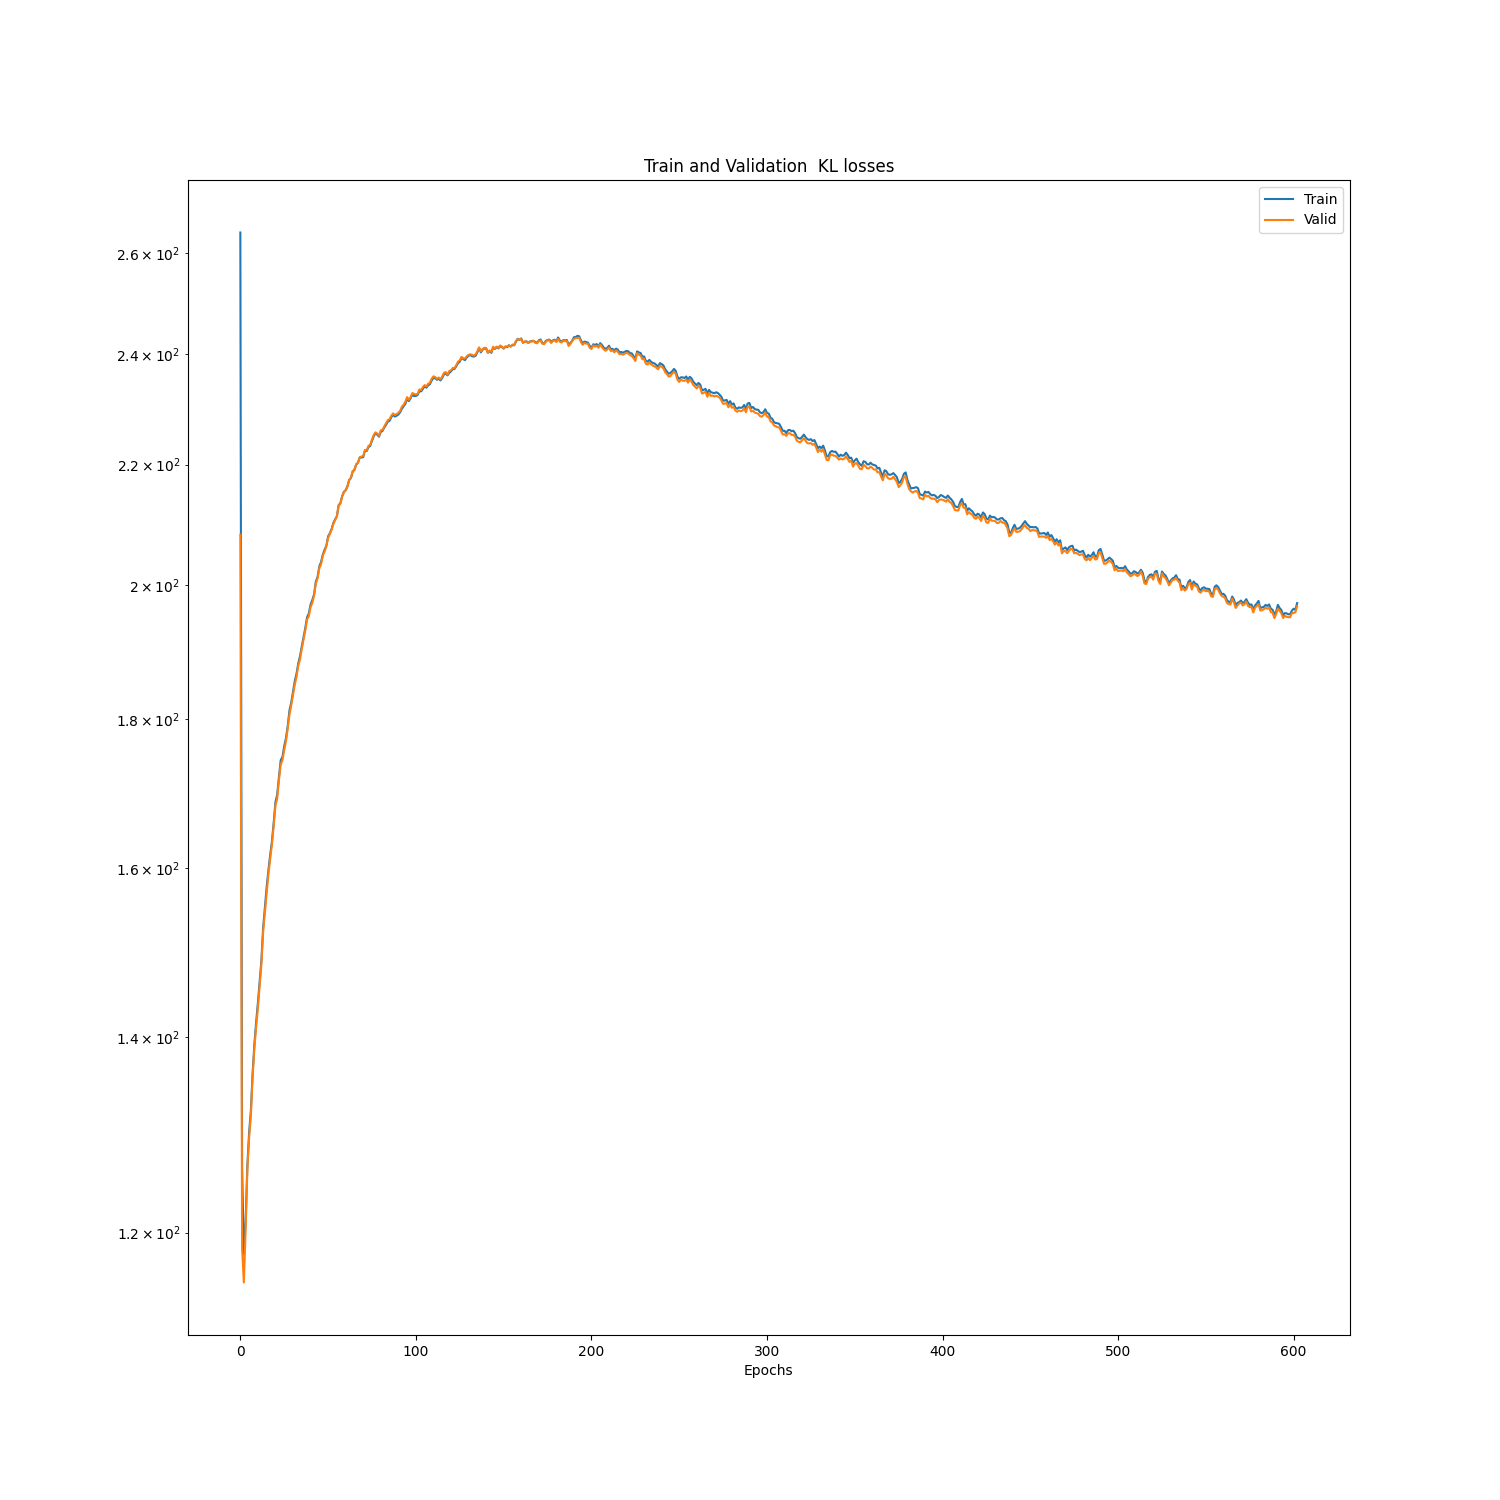 Train and Validation  KL losses
Train
Valid
2.6 × 10²
2.4 × 10²
2.2 × 10²
2 × 10²
1.8 × 10²
1.6 × 10²
1.4 × 10²
1.2 × 10²
0 100 200 300 400 500 600
Epochs